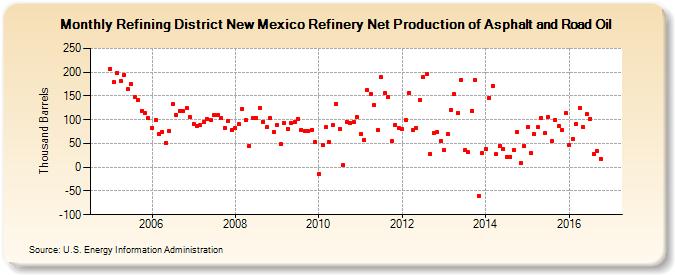 Monthly Refining District New Mexico Refinery Net Production of Asphalt and Road Oil
Thousand Barrels
250
200
150
100
50
0
-50
-100
2006 2008 2010 2012 2014 2016
Source: U.S. Energy Information Administration